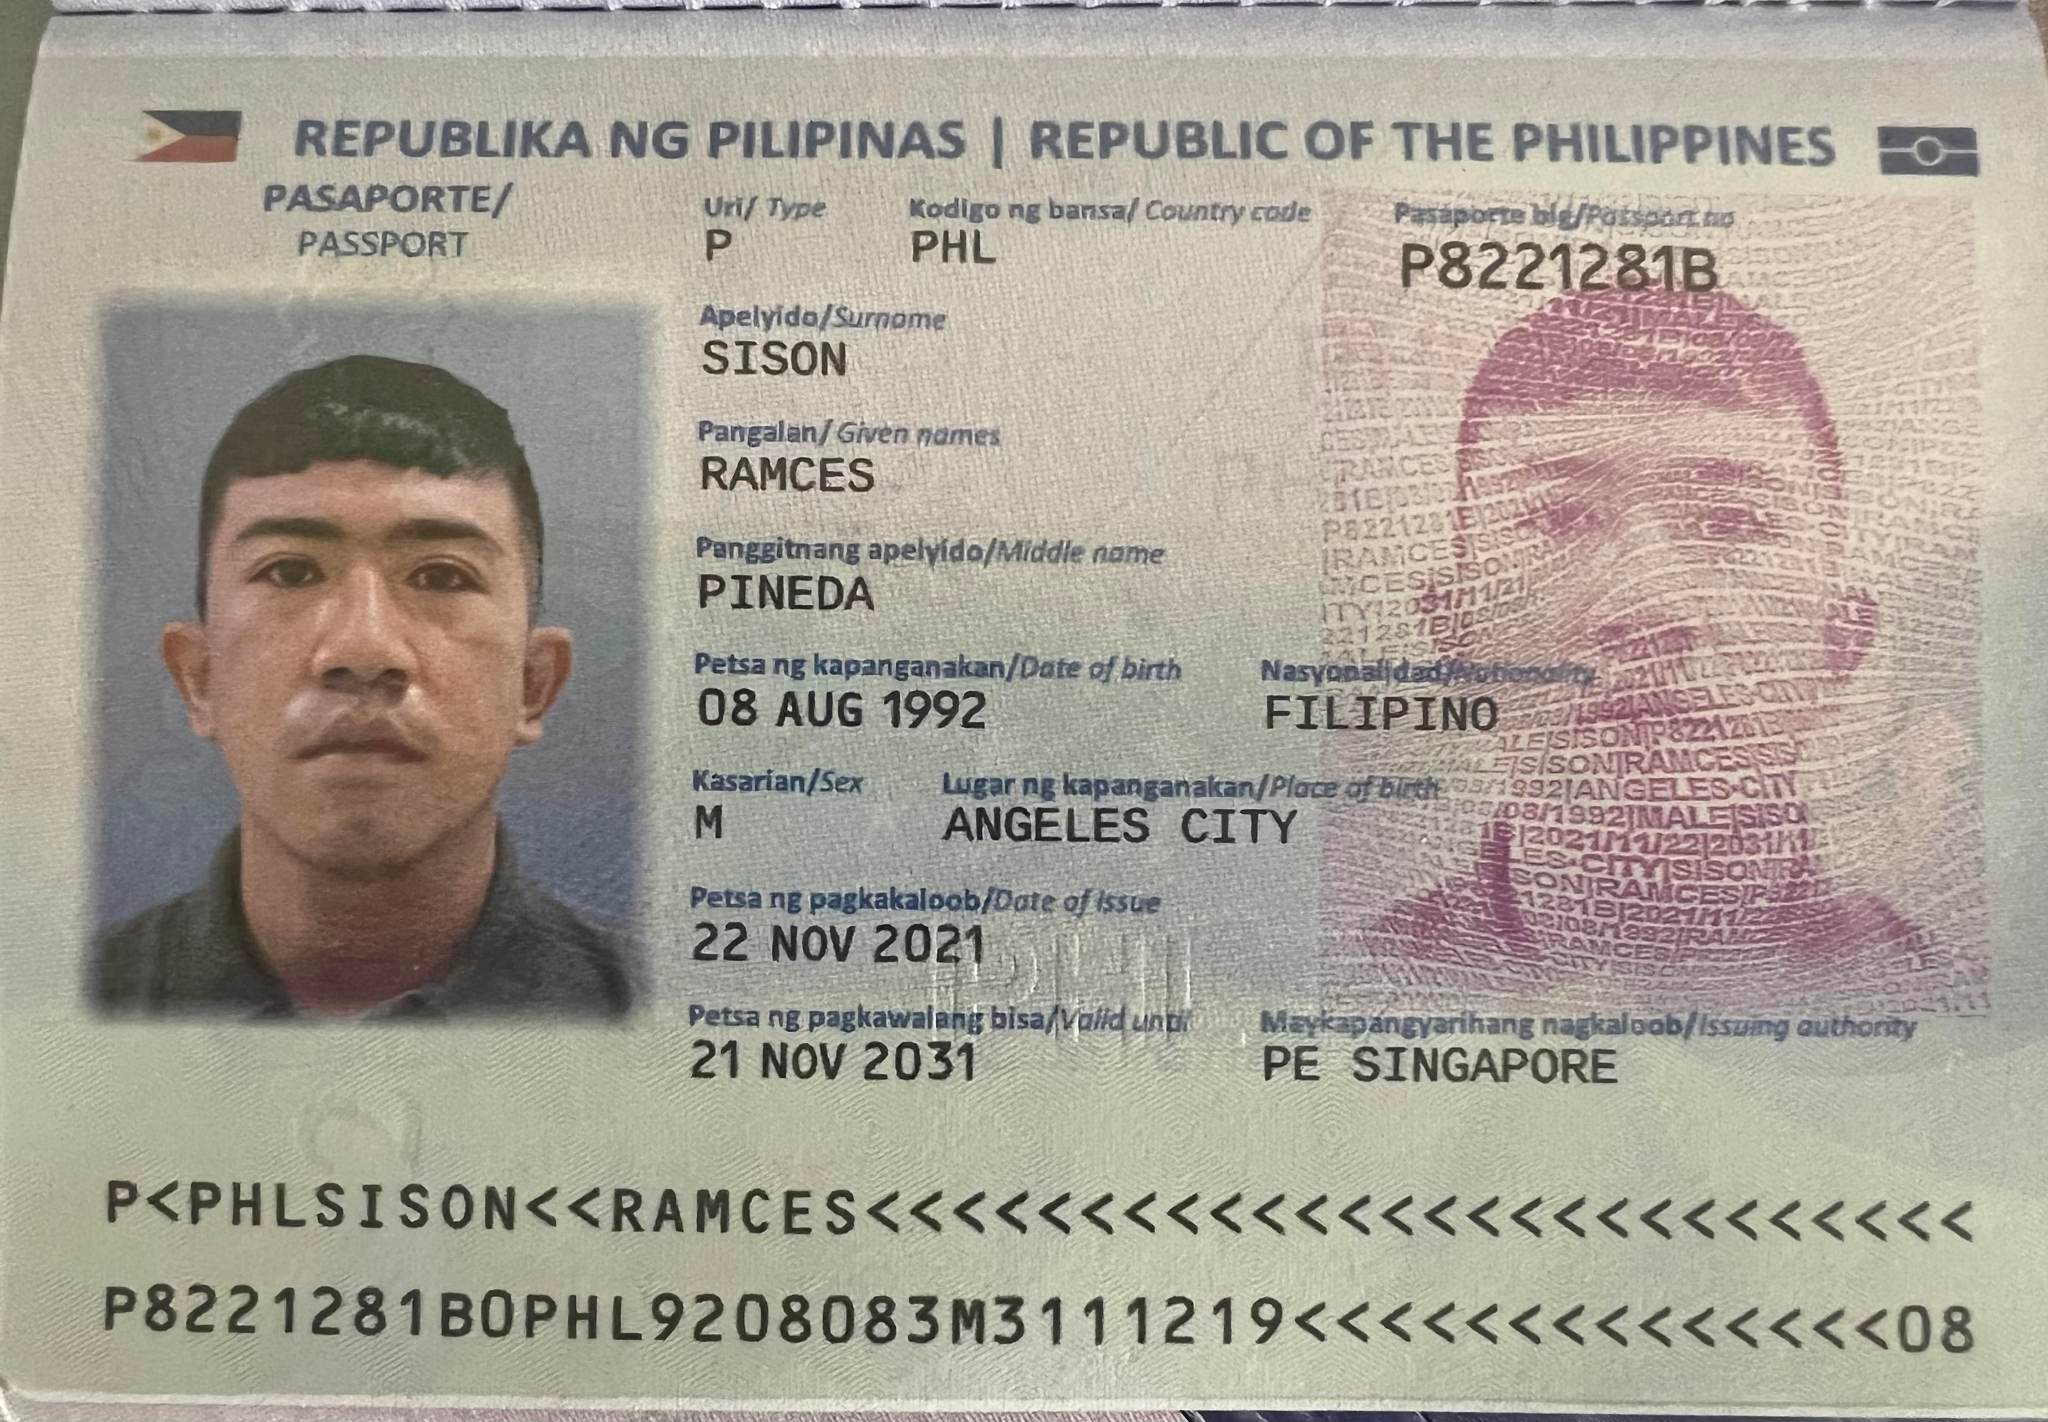 REPUBLIKA NG PILIPINAS | REPUBLIC OF THE PHILIPPINES
PASAPORTE/
PASSPORT
Uri/ Type
Kodigo ng bansa/ Country code
Pasaporte blg/Passport no
P
PHL
P8221281B
Apelyido/Surname
SISON
Pangalan/ Given names
RAMCES
Panggitnang apelyido/Middle name
PINEDA
Petsa ng kapanganakan/Date of birth
Nasyonalidad/Nationality
08 AUG 1992
FILIPINO
Kasarian/Sex
Lugar ng kapanganakan/Place of birth
M
ANGELES CITY
Petsa ng pagkakaloob/Date of issue
22 NOV 2021
Petsa ng pagkawalang bisa/Valid until
Maykapangyarihang nagkaloob/Issuing authority
21 NOV 2031
PE SINGAPORE
P<PHLSISON<<RAMCES<<<<<<<<<<<<<<<<<<<<<<<<<<
P8221281B0PHL9208083M3111219<<<<<<<<<<<<<<08